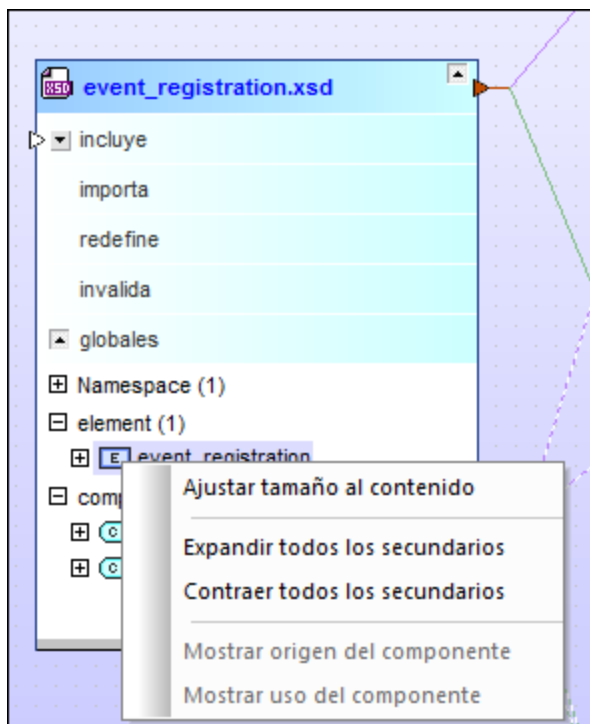 XSD event_registration.xsd
incluye
importa
redefine
invalida
globales
Namespace (1)
element (1)
E event_registration
Ajustar tamaño al contenido
C
Expandir todos los secundarios
C
Contraer todos los secundarios
Mostrar origen del componente
Mostrar uso del componente